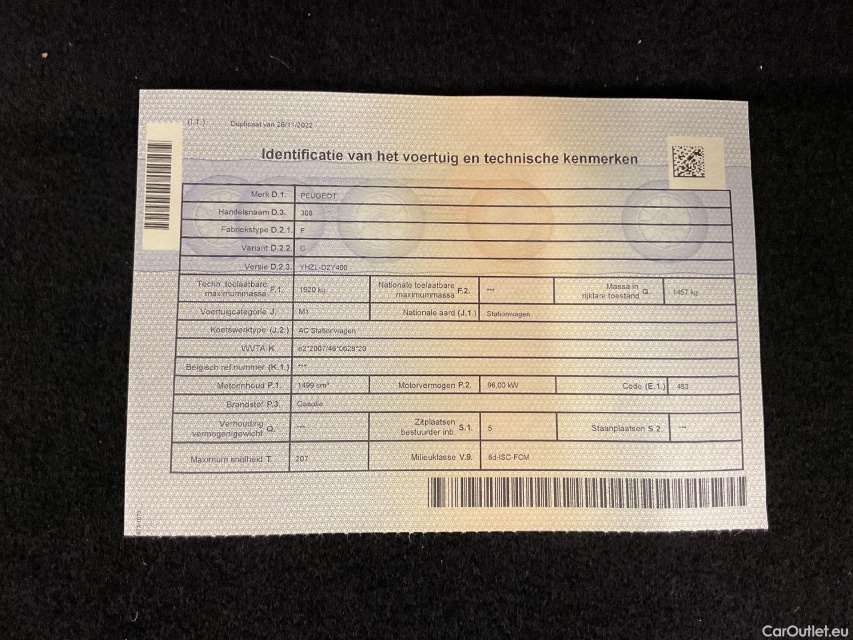 (I.1.) Duplicaat van 28/11/2022
Identificatie van het voertuig en technische kenmerken
Merk D.1. PEUGEOT
Handelsnaam D.3. 308
Fabriekstype D.2.1. F
Variant D.2.2. C
Versie D.2.3. YHZL-D2Y400
Techn. toelaatbare maximummassa F.1. 1920 kg Nationale toelaatbare maximummassa F.2. --- Massa in rijklare toestand G. 1457 kg
Voertuigcategorie J. M1 Nationale aard (J.1.) Stationwagen
Koetswerktype (J.2.) AC Stationwagen
WVTA K. e2*2007/46*0625*20
Belgisch ref.nummer (K.1.) ---
Motorinhoud P.1. 1499 cm³ Motorvermogen P.2. 96,00 kW Code (E.1.) 483
Brandstof P.3. Gasolie
Verhouding vermogen/gewicht Q. --- Zitplaatsen bestuurder inb. S.1. 5 Staanplaatsen S.2. ---
Maximum snelheid T. 207 Milieuklasse V.9. 6d-ISC-FCM
CarOutlet.eu